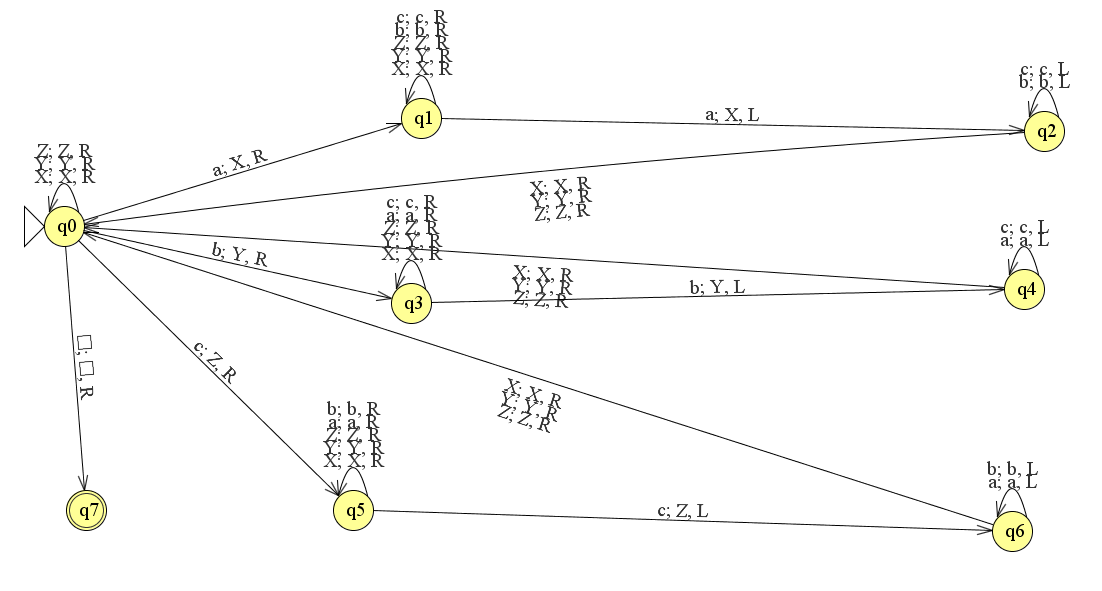 c; c, R
b; b, R
Z; Z, R
Y; Y, R
X; X, R
q1
c; c, L
b; b, L
q2
a; X, L
a; X, R
Z; Z, R
Y; Y, R
X; X, R
q0
X; X, R
Y; Y, R
Z; Z, R
c; c, R
a; a, R
Z; Z, R
Y; Y, R
X; X, R
q3
b; Y, R
c; c, L
a; a, L
q4
b; Y, L
X; X, R
Y; Y, R
Z; Z, R
□; □, R
c; Z, R
X; X, R
Y; Y, R
Z; Z, R
b; b, R
a; a, R
Z; Z, R
Y; Y, R
X; X, R
q5
c; Z, L
b; b, L
a; a, L
q6
q7